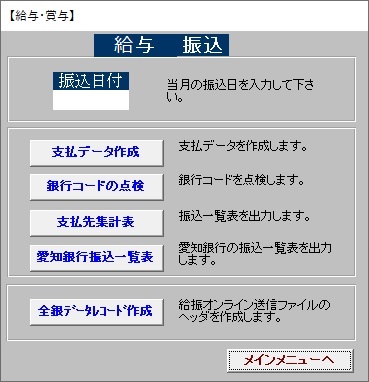 【給与・賞与】
給与 振込
振込日付
当月の振込日を入力して下さ
い。
支払データ作成
支払データを作成します。
銀行コードの点検
銀行コードを点検します。
支払先集計表
振込一覧表を出力します。
愛知銀行振込一覧表
愛知銀行の振込一覧表を出力
します。
全銀ﾃﾞｰﾀﾚｺｰﾄﾞ作成
給振オンライン送信ファイルの
ヘッダを作成します。
メインメニューへ